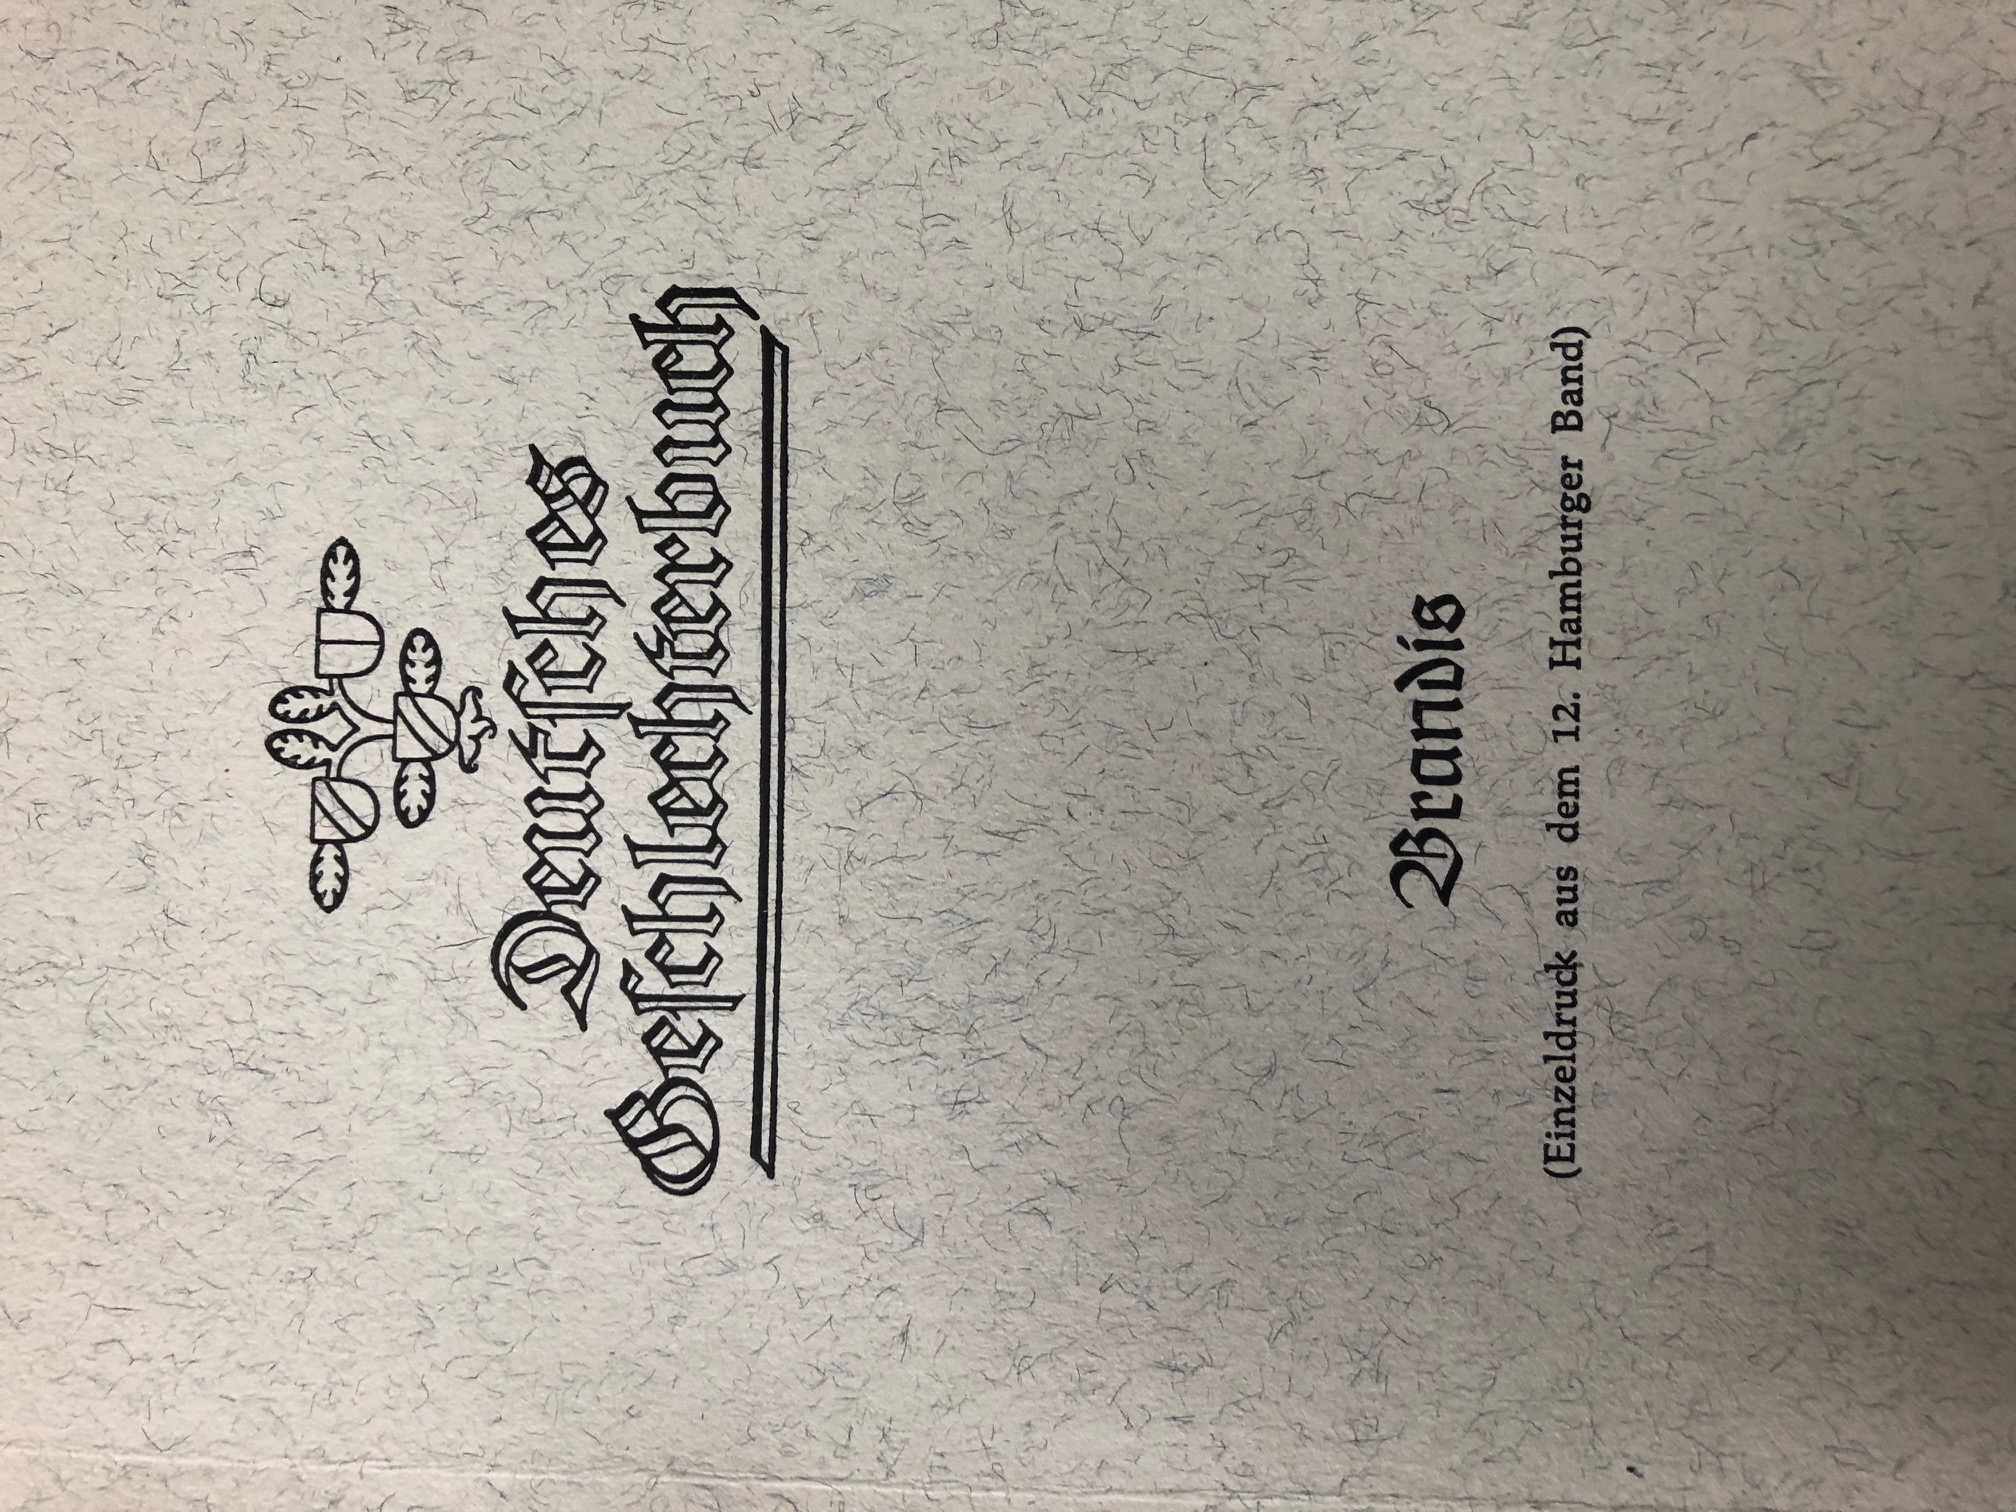 Deutſches
Geſchlechterbuch
Brandis
(Einzeldruck aus dem 12. Hamburger Band)